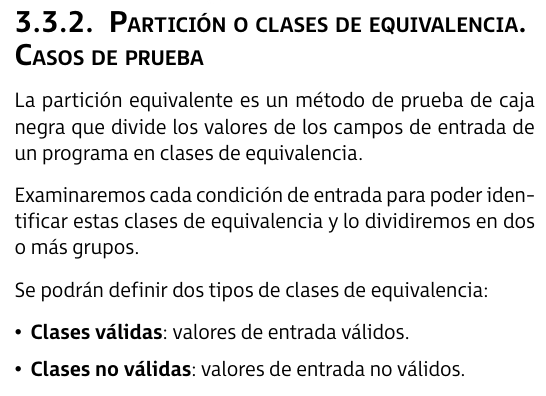 3.3.2. Partición o clases de equivalencia.
Casos de prueba
La partición equivalente es un método de prueba de caja
negra que divide los valores de los campos de entrada de
un programa en clases de equivalencia.
Examinaremos cada condición de entrada para poder iden-
tificar estas clases de equivalencia y lo dividiremos en dos
o más grupos.
Se podrán definir dos tipos de clases de equivalencia:
• Clases válidas: valores de entrada válidos.
• Clases no válidas: valores de entrada no válidos.